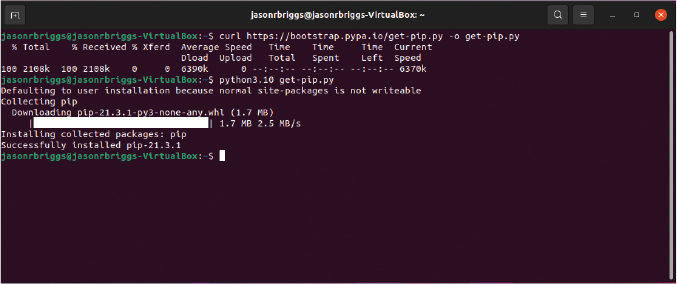 jasonrbriggs@jasonrbriggs-VirtualBox: ~
jasonrbriggs@jasonrbriggs-VirtualBox:~$ curl https://bootstrap.pypa.io/get-pip.py -o get-pip.py
% Total % Received % Xferd Average Speed Time Time Time Current
Dload Upload Total Spent Left Speed
100 2108k 100 2108k 0 0 6390k 0 --:--:-- --:--:-- --:--:-- 6370k
jasonrbriggs@jasonrbriggs-VirtualBox:~$ python3.10 get-pip.py
Defaulting to user installation because normal site-packages is not writeable
Collecting pip
Downloading pip-21.3.1-py3-none-any.whl (1.7 MB)
| | 1.7 MB 2.5 MB/s
Installing collected packages: pip
Successfully installed pip-21.3.1
jasonrbriggs@jasonrbriggs-VirtualBox:~$